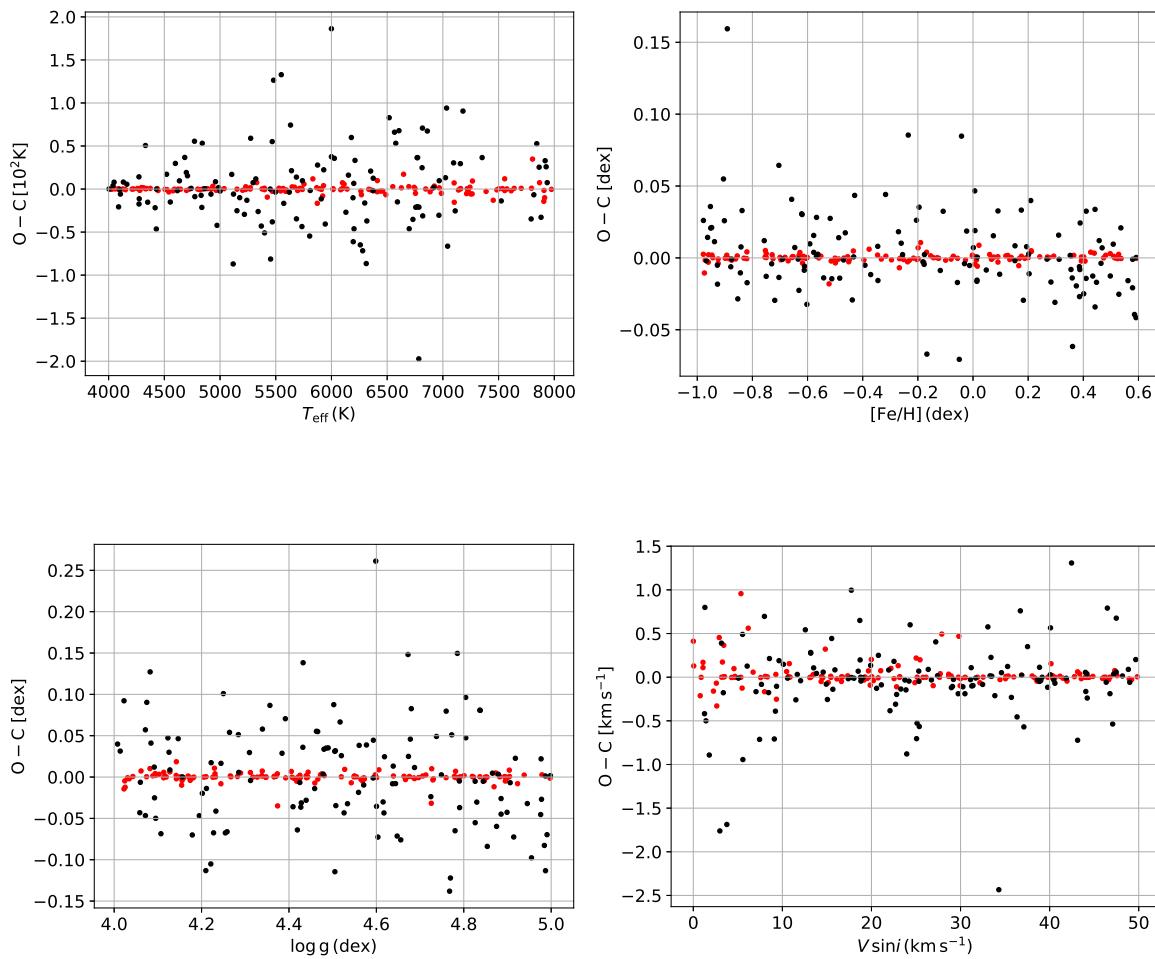 2.0
1.5
1.0
0.5
0.0
−0.5
−1.0
−1.5
−2.0
O − C [10²K]
4000 4500 5000 5500 6000 6500 7000 7500 8000
T_eff (K)
0.15
0.10
0.05
0.00
−0.05
O − C [dex]
−1.0 −0.8 −0.6 −0.4 −0.2 0.0 0.2 0.4 0.6
[Fe/H] (dex)
0.25
0.20
0.15
0.10
0.05
0.00
−0.05
−0.10
−0.15
O − C [dex]
4.0 4.2 4.4 4.6 4.8 5.0
log g (dex)
1.5
1.0
0.5
0.0
−0.5
−1.0
−1.5
−2.0
−2.5
O − C [km s⁻¹]
0 10 20 30 40 50
V sini (km s⁻¹)